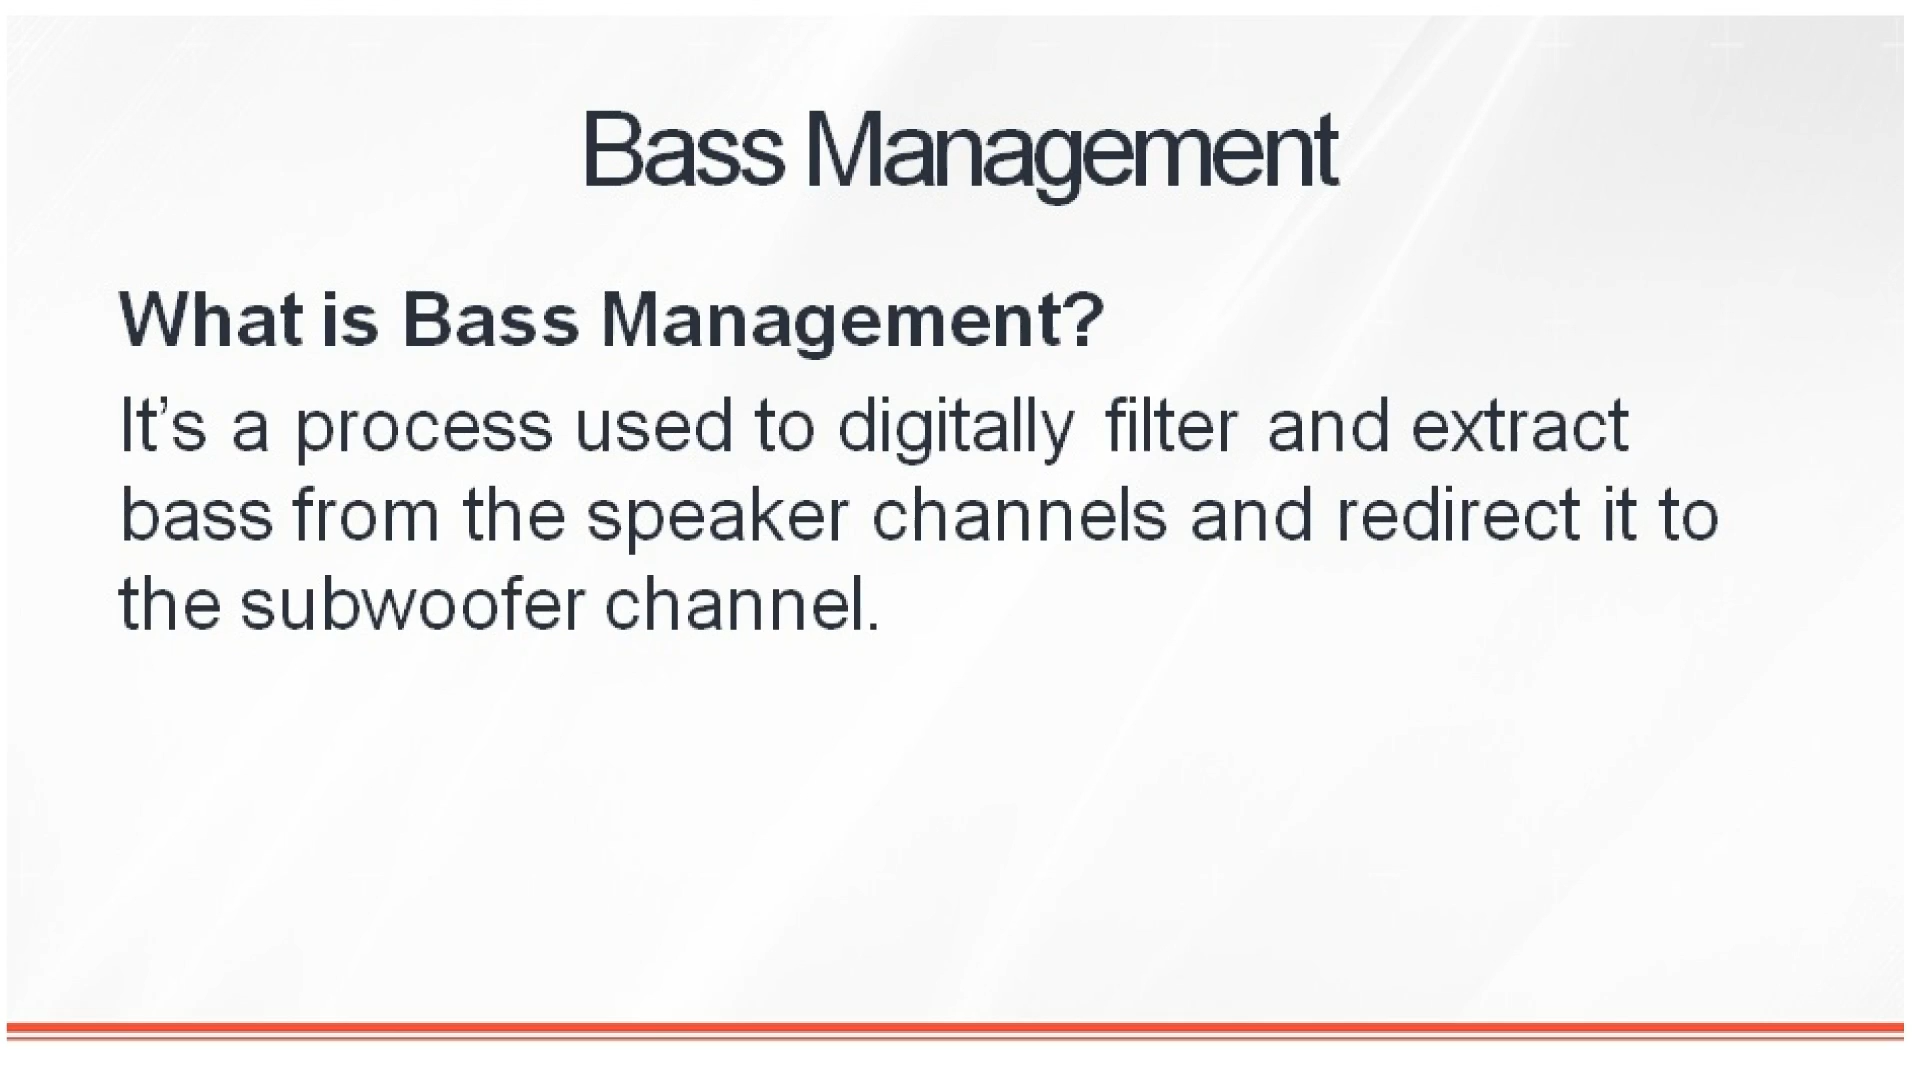 Bass Management
What is Bass Management?
It’s a process used to digitally filter and extract
bass from the speaker channels and redirect it to
the subwoofer channel.